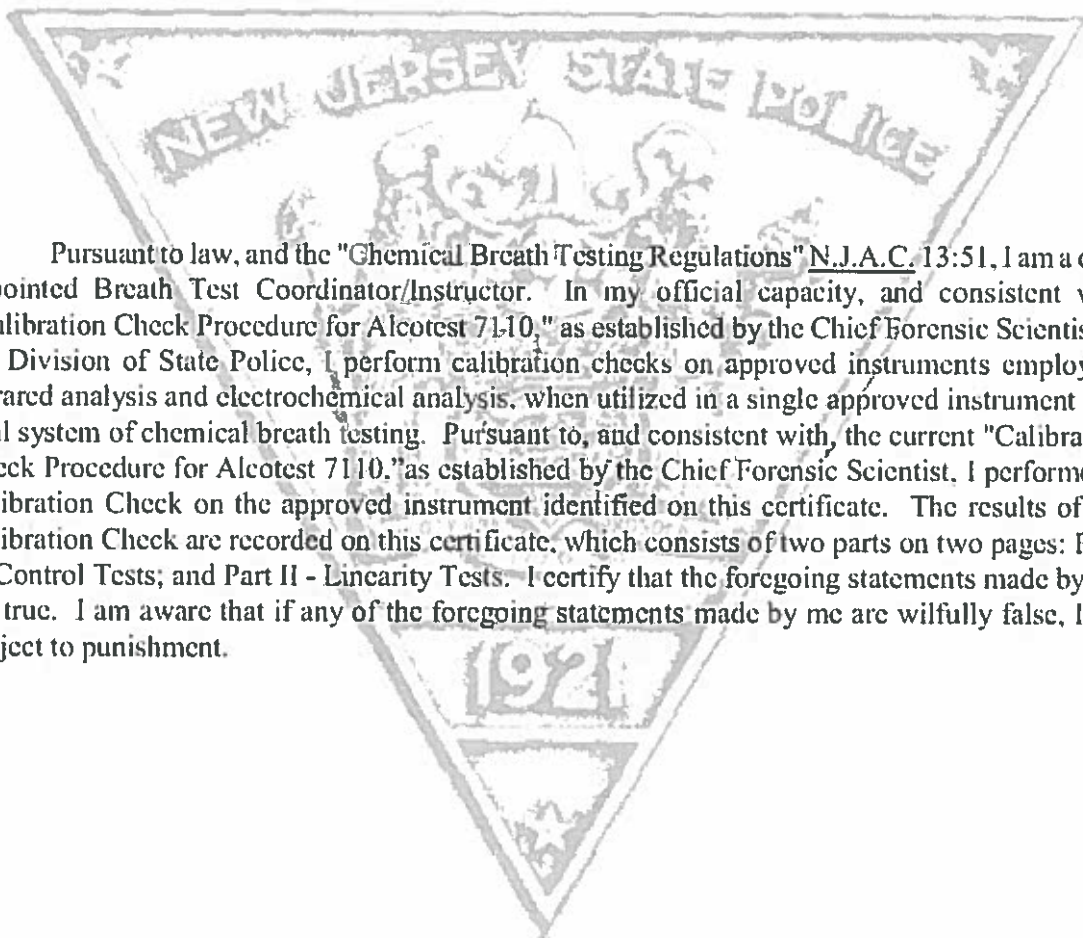 NEW JERSEY STATE POLICE
Pursuant to law, and the "Chemical Breath Testing Regulations" N.J.A.C. 13:51, I am a
pointed Breath Test Coordinator/Instructor. In my official capacity, and consistent
alibration Check Procedure for Alcotest 7110," as established by the Chief Forensic Scientis
Division of State Police, I perform calibration checks on approved instruments employ
rared analysis and electrochemical analysis, when utilized in a single approved instrument
l system of chemical breath testing. Pursuant to, and consistent with, the current "Calibra
eck Procedure for Alcotest 7110."as established by the Chief Forensic Scientist, I performe
ibration Check on the approved instrument identified on this certificate. The results of
ibration Check are recorded on this certificate, which consists of two parts on two pages:
Control Tests; and Part II - Linearity Tests. I certify that the foregoing statements made by
true. I am aware that if any of the foregoing statements made by me are wilfully false, I
ject to punishment.
1921